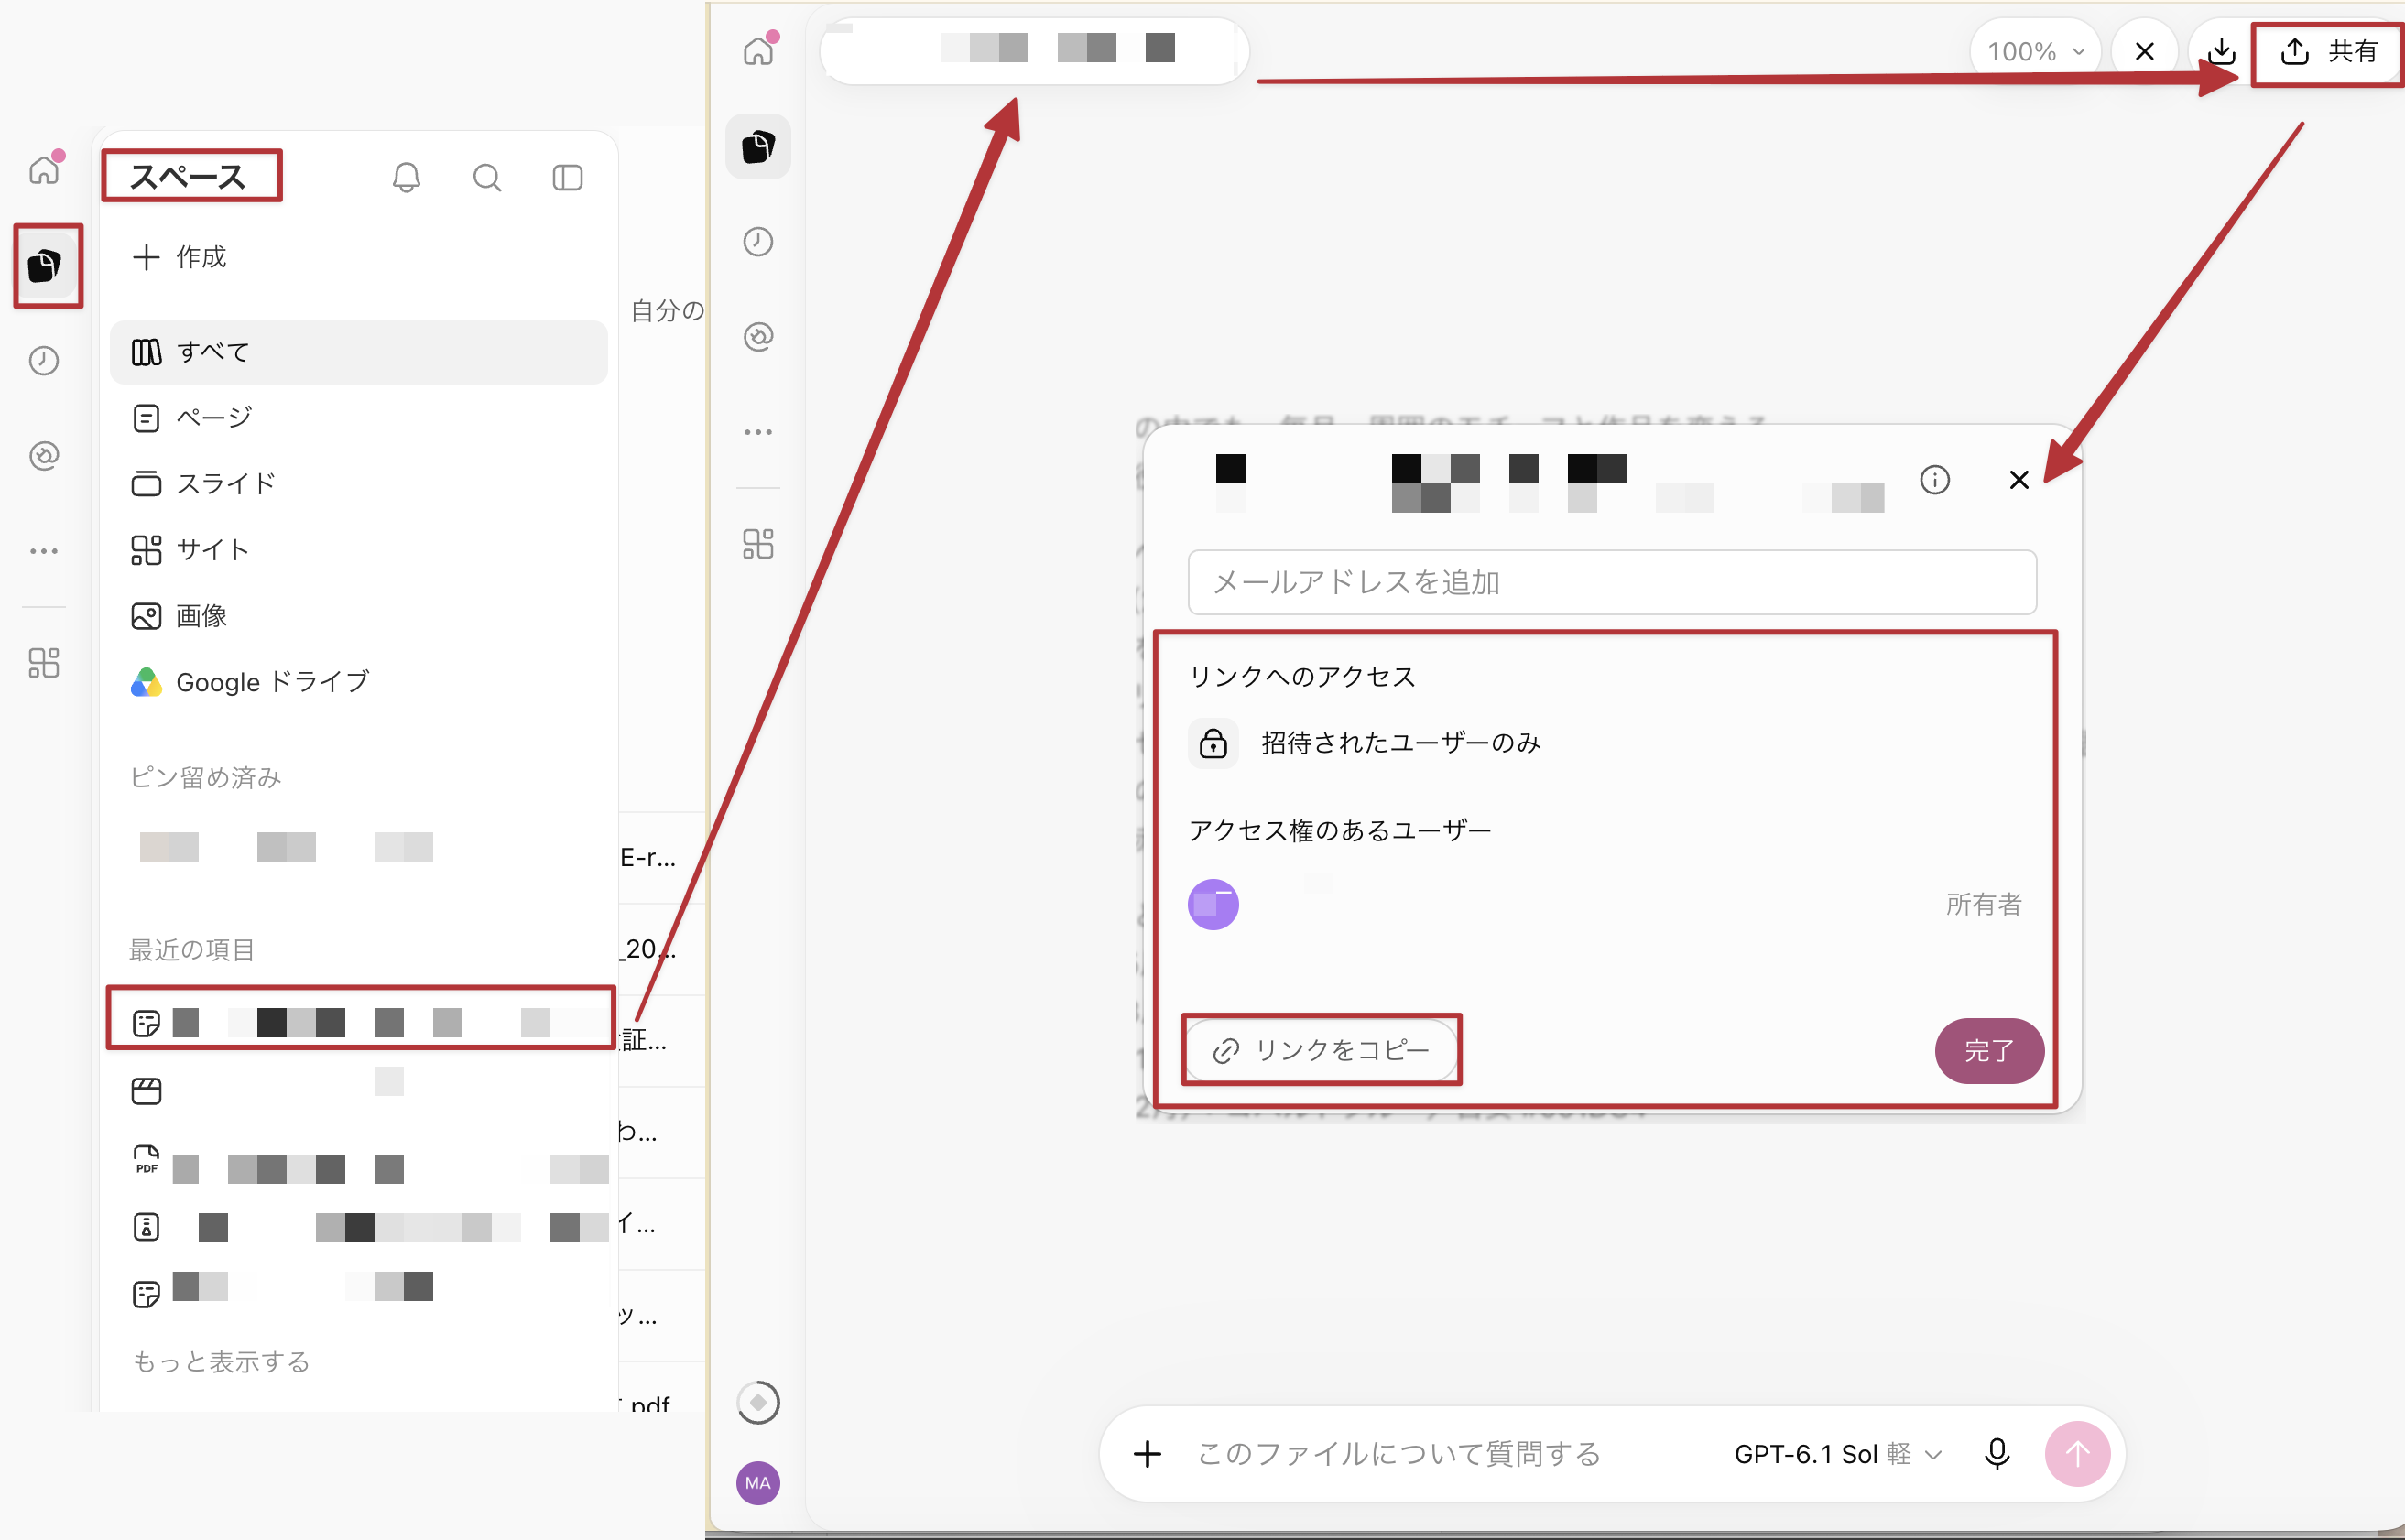 スペース
作成
すべて
ページ
スライド
サイト
画像
Google ドライブ
ピン留め済み
最近の項目
PDF
もっと表示する
自分の
E-r...
_20...
証...
わ...
イ...
ッ...
.pdf
100%
共有
メールアドレスを追加
リンクへのアクセス
招待されたユーザーのみ
アクセス権のあるユーザー
所有者
リンクをコピー
完了
MA
このファイルについて質問する
GPT-6.1 Sol 軽